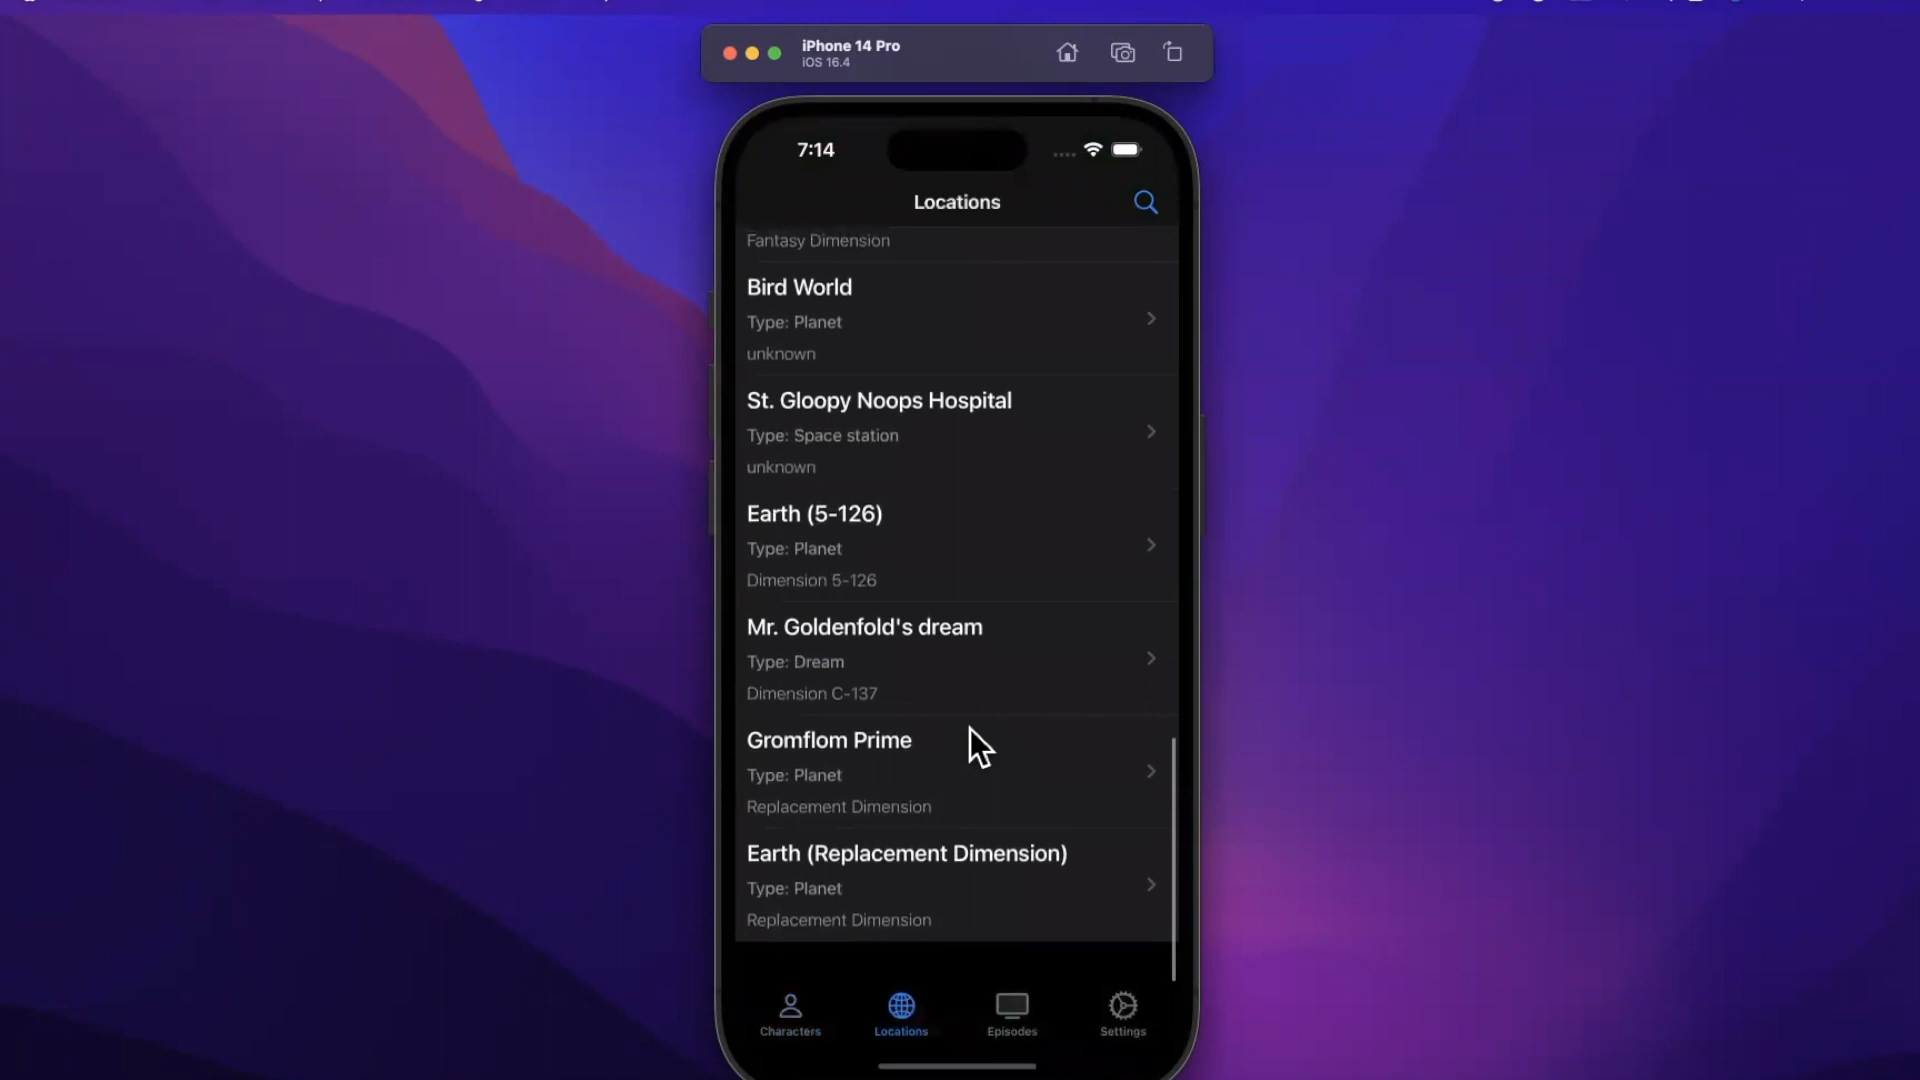 iPhone 14 Pro
iOS 16.4
7:14
Locations
Fantasy Dimension
Bird World
Type: Planet
unknown
St. Gloopy Noops Hospital
Type: Space station
unknown
Earth (5-126)
Type: Planet
Dimension 5-126
Mr. Goldenfold's dream
Type: Dream
Dimension C-137
Gromflom Prime
Type: Planet
Replacement Dimension
Earth (Replacement Dimension)
Type: Planet
Replacement Dimension
Characters
Locations
Episodes
Settings